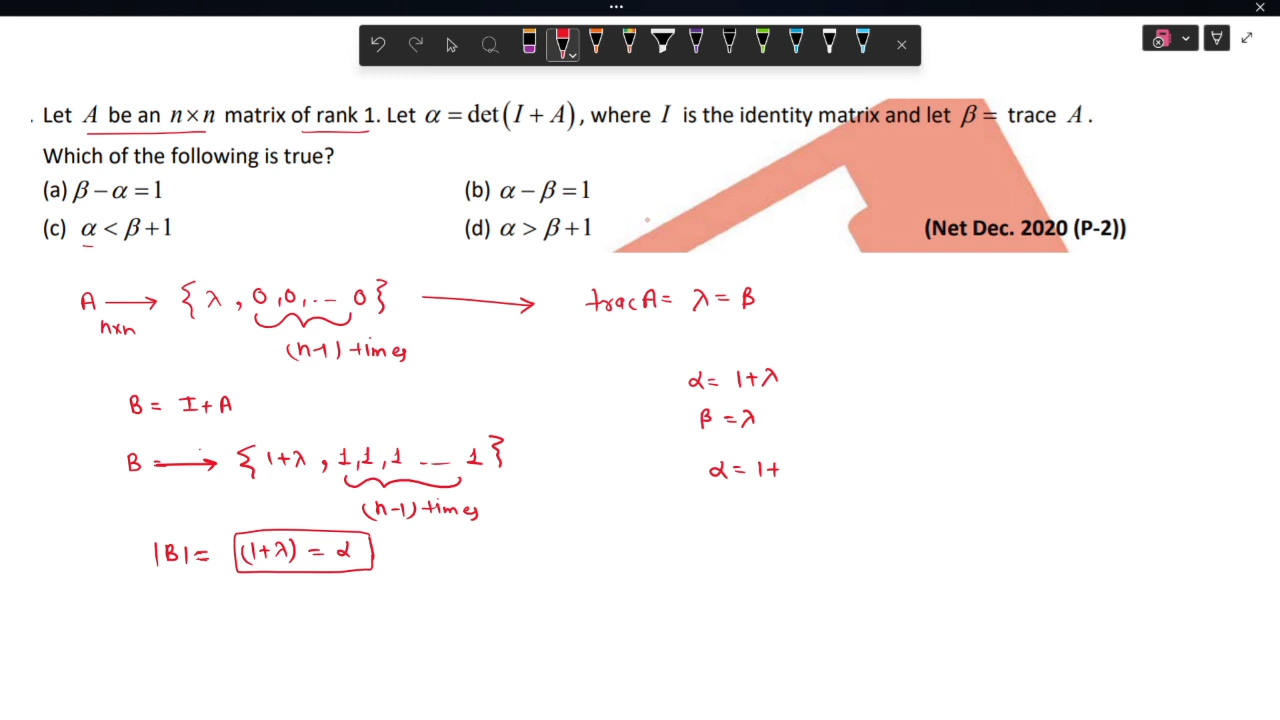 . Let A be an n×n matrix of rank 1. Let α = det(I + A), where I is the identity matrix and let β = trace A.
Which of the following is true?
(a) β − α = 1
(b) α − β = 1
(c) α < β + 1
(d) α > β + 1
(Net Dec. 2020 (P-2))
A → {λ, 0, 0, ... 0} → trac A = λ = β
n×n
(n-1) times
α = 1+λ
B = I + A
β = λ
B = → {1+λ, 1, 1, 1 ... 1}
α = 1+
(n-1) times
|B| = (1+λ) = α